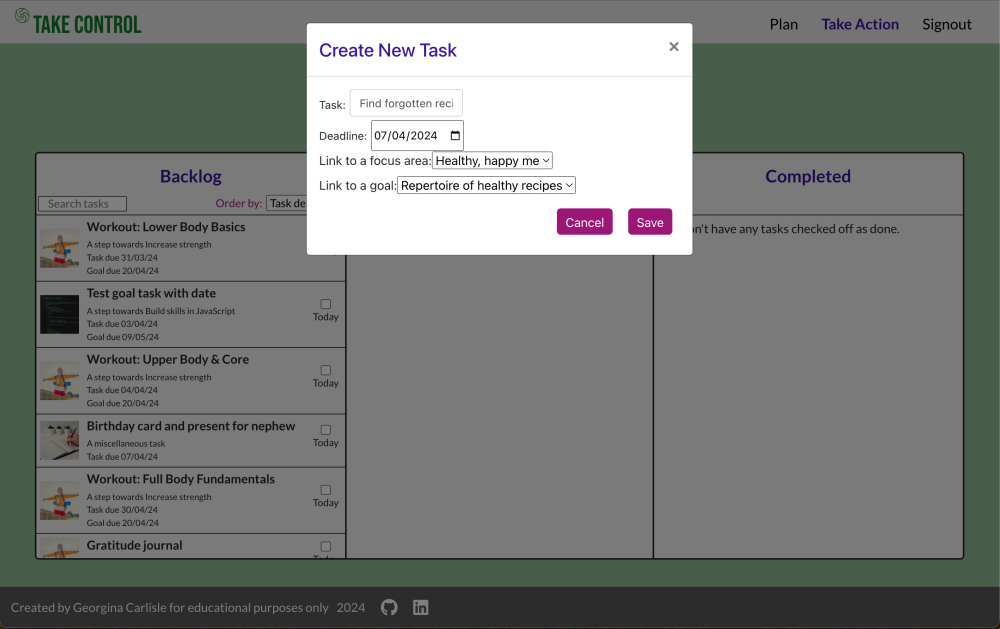 TAKE CONTROL
Plan Take Action Signout
Create New Task ×
Task: Find forgotten reci
Deadline: 07/04/2024
Link to a focus area: Healthy, happy me
Link to a goal: Repertoire of healthy recipes
Cancel Save
Backlog
Search tasks Order by: Task de
Workout: Lower Body Basics
A step towards Increase strength
Task due 31/03/24
Goal due 20/04/24
Test goal task with date
A step towards Build skills in JavaScript
Task due 03/04/24
Goal due 09/05/24
Today
Workout: Upper Body & Core
A step towards Increase strength
Task due 04/04/24
Goal due 20/04/24
Today
Birthday card and present for nephew
A miscellaneous task
Task due 07/04/24
Today
Workout: Full Body Fundamentals
A step towards Increase strength
Task due 30/04/24
Goal due 20/04/24
Today
Gratitude journal
Today
Completed
n't have any tasks checked off as done.
Created by Georgina Carlisle for educational purposes only 2024